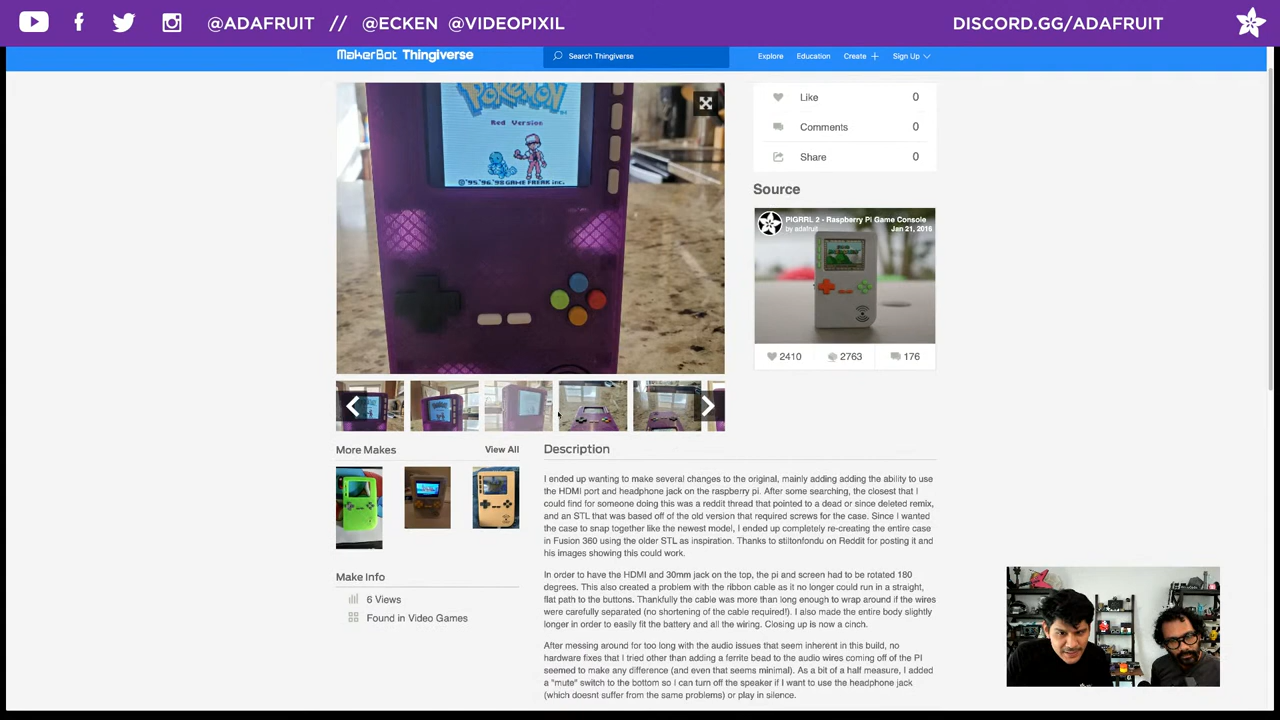 @ADAFRUIT // @ECKEN @VIDEOPIXIL
DISCORD.GG/ADAFRUIT
MakerBot Thingiverse
Search Thingiverse
Explore
Education
Create +
Sign Up
POKéMON
Red Version
©'95.'96.'98 GAME FREAK inc.
Like 0
Comments 0
Share 0
Source
PIGRRL 2 - Raspberry Pi Game Console
by adafruit
Jan 21, 2016
2410
2763
176
More Makes
View All
Make Info
6 Views
Found in Video Games
Description
I ended up wanting to make several changes to the original, mainly adding adding the ability to use
the HDMI port and headphone jack on the raspberry pi. After some searching, the closest that I
could find for someone doing this was a reddit thread that pointed to a dead or since deleted remix,
and an STL that was based off of the old version that required screws for the case. Since I wanted
the case to snap together like the newest model, I ended up completely re-creating the entire case
in Fusion 360 using the older STL as inspiration. Thanks to stiltonfondu on Reddit for posting it and
his images showing this could work.
In order to have the HDMI and 30mm jack on the top, the pi and screen had to be rotated 180
degrees. This also created a problem with the ribbon cable as it no longer could run in a straight,
flat path to the buttons. Thankfully the cable was more than long enough to wrap around if the wires
were carefully separated (no shortening of the cable required!). I also made the entire body slightly
longer in order to easily fit the battery and all the wiring. Closing up is now a cinch.
After messing around for too long with the audio issues that seem inherent in this build, no
hardware fixes that I tried other than adding a ferrite bead to the audio wires coming off of the PI
seemed to make any difference (and even that seems minimal). As a bit of a half measure, I added
a "mute" switch to the bottom so I can turn off the speaker if I want to use the headphone jack
(which doesnt suffer from the same problems) or play in silence.